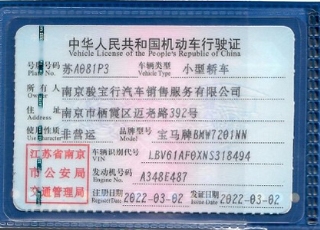 中华人民共和国机动车行驶证
Vehicle License of the People's Republic of China
号牌号码 苏A081P3 车辆类型 小型轿车
Plate No. Vehicle Type
所有人 南京骏宝行汽车销售服务有限公司
Owner
住址 南京市栖霞区迈尧路392号
Address
使用性质 非营运 品牌型号 宝马牌BMW7201NN
江苏省南京市公安局交通管理局
车辆识别代号 LBV61AF0XNS318494
VIN
发动机号码 A348E487
Engine No.
注册日期 2022-03-02 发证日期 2022-03-02
Register Date Issue Date